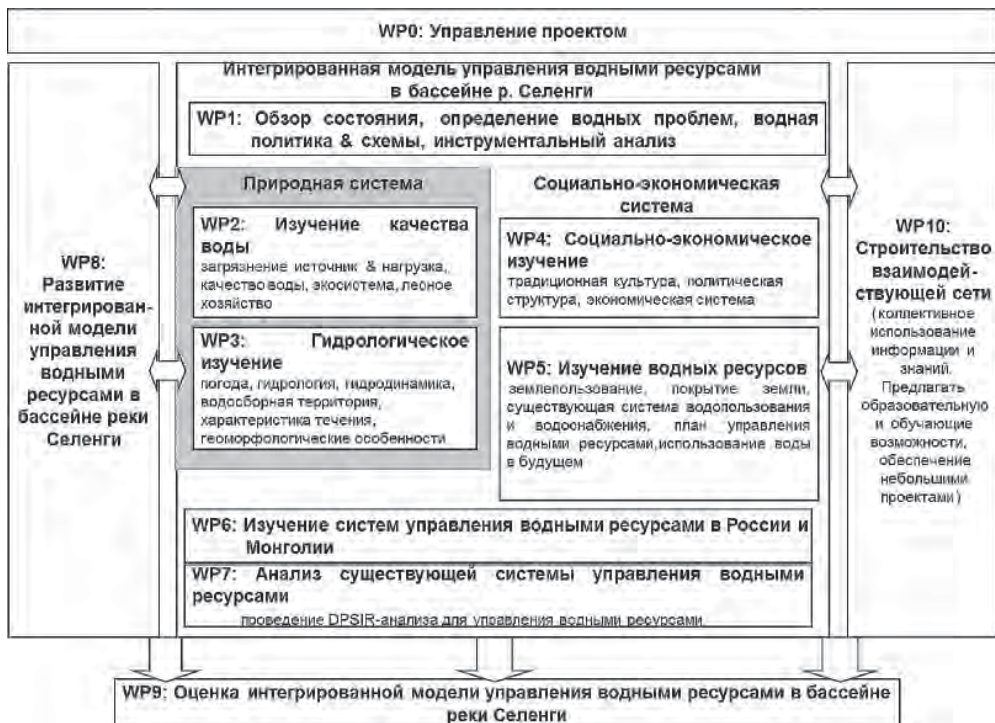 WP0: Управление проектом
Интегрированная модель управления водными ресурсами
в бассейне р. Селенги
WP1: Обзор состояния, определение водных проблем, водная
политика & схемы, инструментальный анализ
Природная система
WP2: Изучение качества
воды
загрязнение источник & нагрузка,
качество воды, экосистема, лесное
хозяйство
WP3: Гидрологическое
изучение
погода, гидрология, гидродинамика,
водосборная территория,
характеристика течения,
геоморфологические особенности
Социально-экономическая
система
WP4: Социально-экономическое
изучение
традиционная культура, политическая
структура, экономическая система
WP5: Изучение водных ресурсов
землепользование, покрытие земли,
существующая система водопользования
и водоонабжения, план управления
водными ресурсами,использование воды
в будущем
WP6: Изучение систем управления водными ресурсами в России и
Монголии
WP7: Анализ существующей системы управления водными
ресурсами
проведение DPSIR-анализа для управления водными ресурсами
WP8:
Развитие
интегрирован-
ной модели
управления
водными
ресурсами в
бассейне реки
Селенги
WP10:
Строительство
взаимодей-
ствующей сети
(коллективное
использование
информации и
знаний.
Предлагать
образовательную
и обучающие
возможности,
обеспечение
небольшими
проектами)
WP9: Оценка интегрированной модели управления водными ресурсами в бассейне
реки Селенги